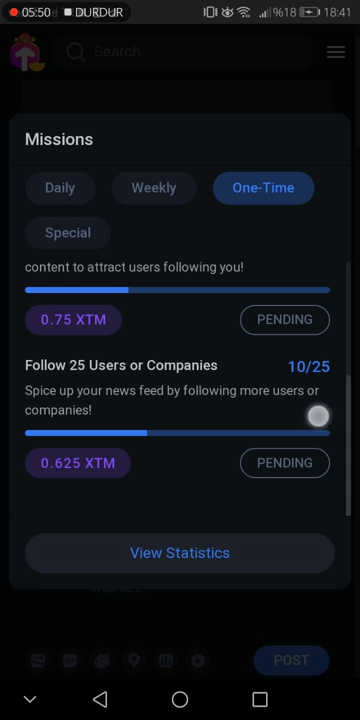 05:50 DURDUR %18 18:41
Search...
Missions
Daily Weekly One-Time
Special
content to attract users following you!
0.75 XTM PENDING
Follow 25 Users or Companies 10/25
Spice up your news feed by following more users or
companies!
0.625 XTM PENDING
View Statistics
POST